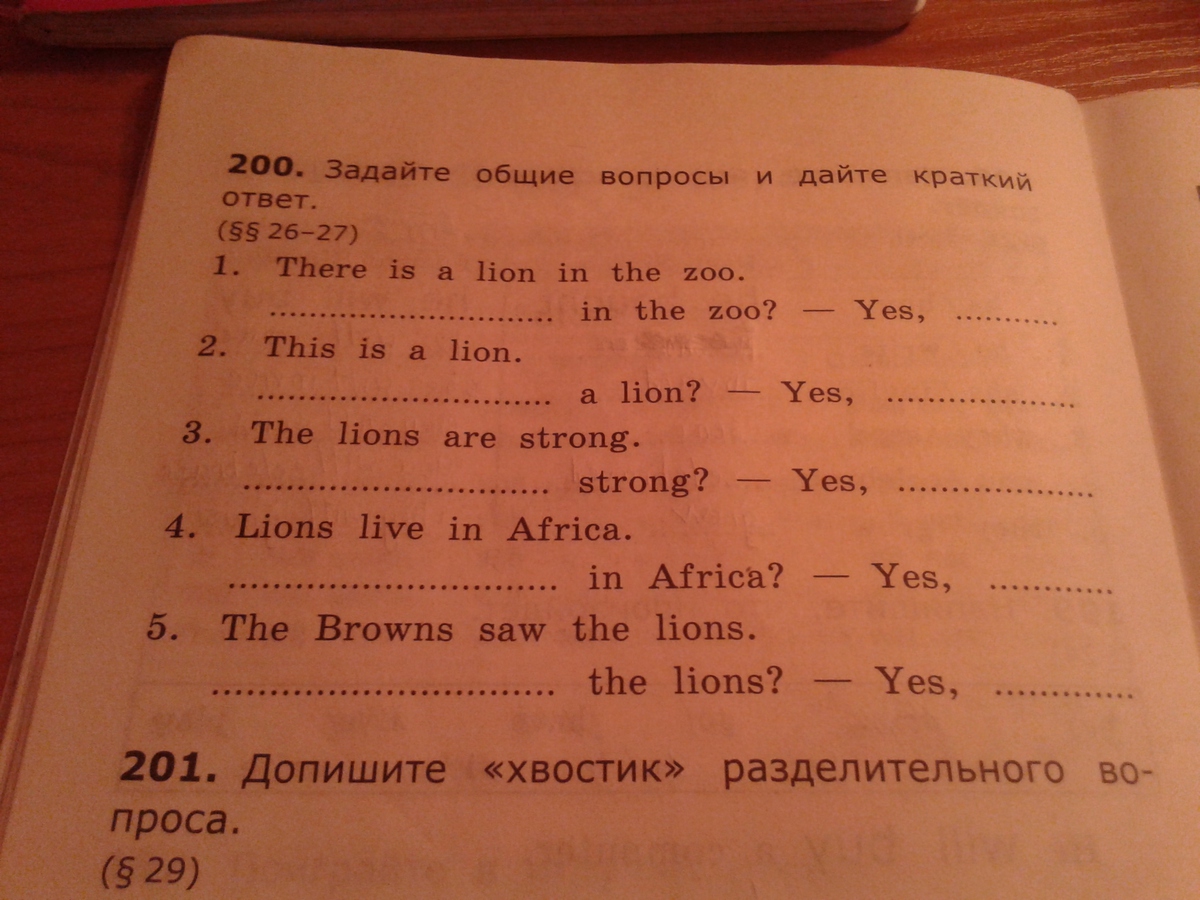 200. Задайте общие вопросы и дайте краткий
ответ.
(§§ 26–27)
1. There is a lion in the zoo.
.............................. in the zoo? — Yes, ...........
2. This is a lion.
.............................. a lion? — Yes, ....................
3. The lions are strong.
.............................. strong? — Yes, ....................
4. Lions live in Africa.
.............................. in Africa? — Yes, .............
5. The Browns saw the lions.
.............................. the lions? — Yes, ..............
201. Допишите «хвостик» разделительного во-
проса.
(§ 29)